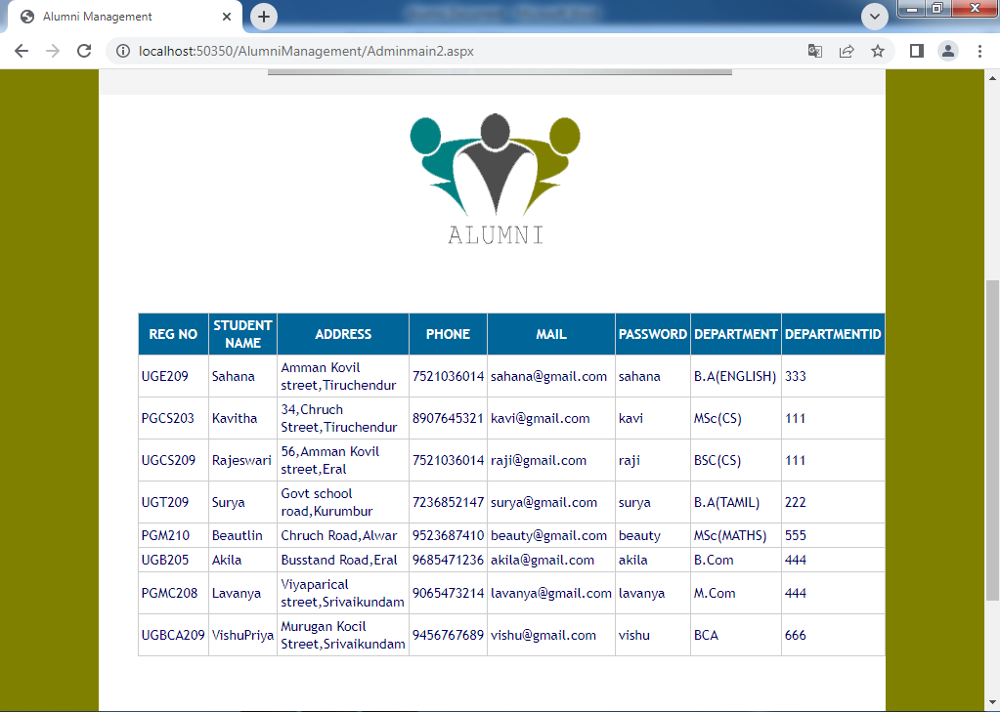 Alumni Management
localhost:50350/AlumniManagement/Adminmain2.aspx
ALUMNI
REG NO STUDENT NAME ADDRESS PHONE MAIL PASSWORD DEPARTMENT DEPARTMENTID
UGE209 Sahana Amman Kovil street,Tiruchendur 7521036014 sahana@gmail.com sahana B.A(ENGLISH) 333
PGCS203 Kavitha 34,Chruch Street,Tiruchendur 8907645321 kavi@gmail.com kavi MSc(CS) 111
UGCS209 Rajeswari 56,Amman Kovil street,Eral 7521036014 raji@gmail.com raji BSC(CS) 111
UGT209 Surya Govt school road,Kurumbur 7236852147 surya@gmail.com surya B.A(TAMIL) 222
PGM210 Beautlin Chruch Road,Alwar 9523687410 beauty@gmail.com beauty MSc(MATHS) 555
UGB205 Akila Busstand Road,Eral 9685471236 akila@gmail.com akila B.Com 444
PGMC208 Lavanya Viyaparical street,Srivaikundam 9065473214 lavanya@gmail.com lavanya M.Com 444
UGBCA209 VishuPriya Murugan Kocil Street,Srivaikundam 9456767689 vishu@gmail.com vishu BCA 666